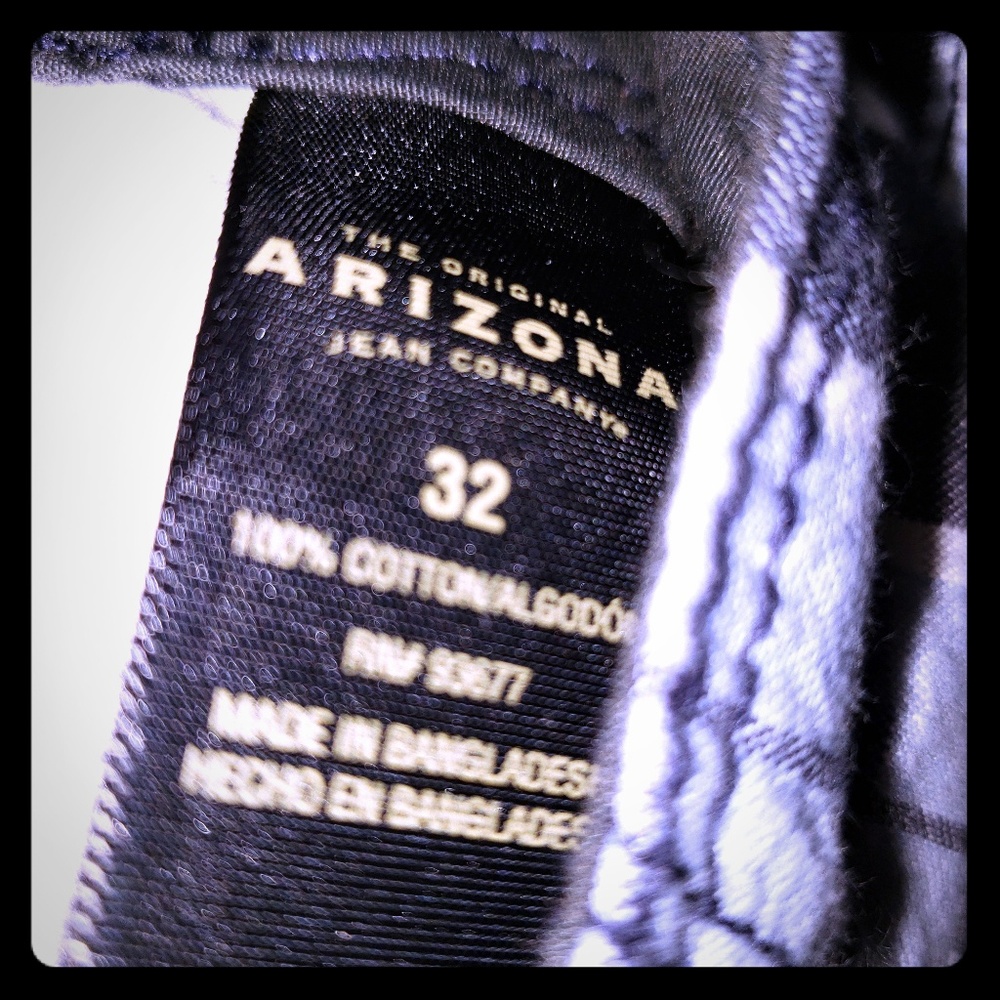 THE ORIGINAL
ARIZONA
JEAN COMPANY®
32
100% COTTON/ALGODÓ
RN# 93677
MADE IN BANGLADES
HECHO EN BANGLADES